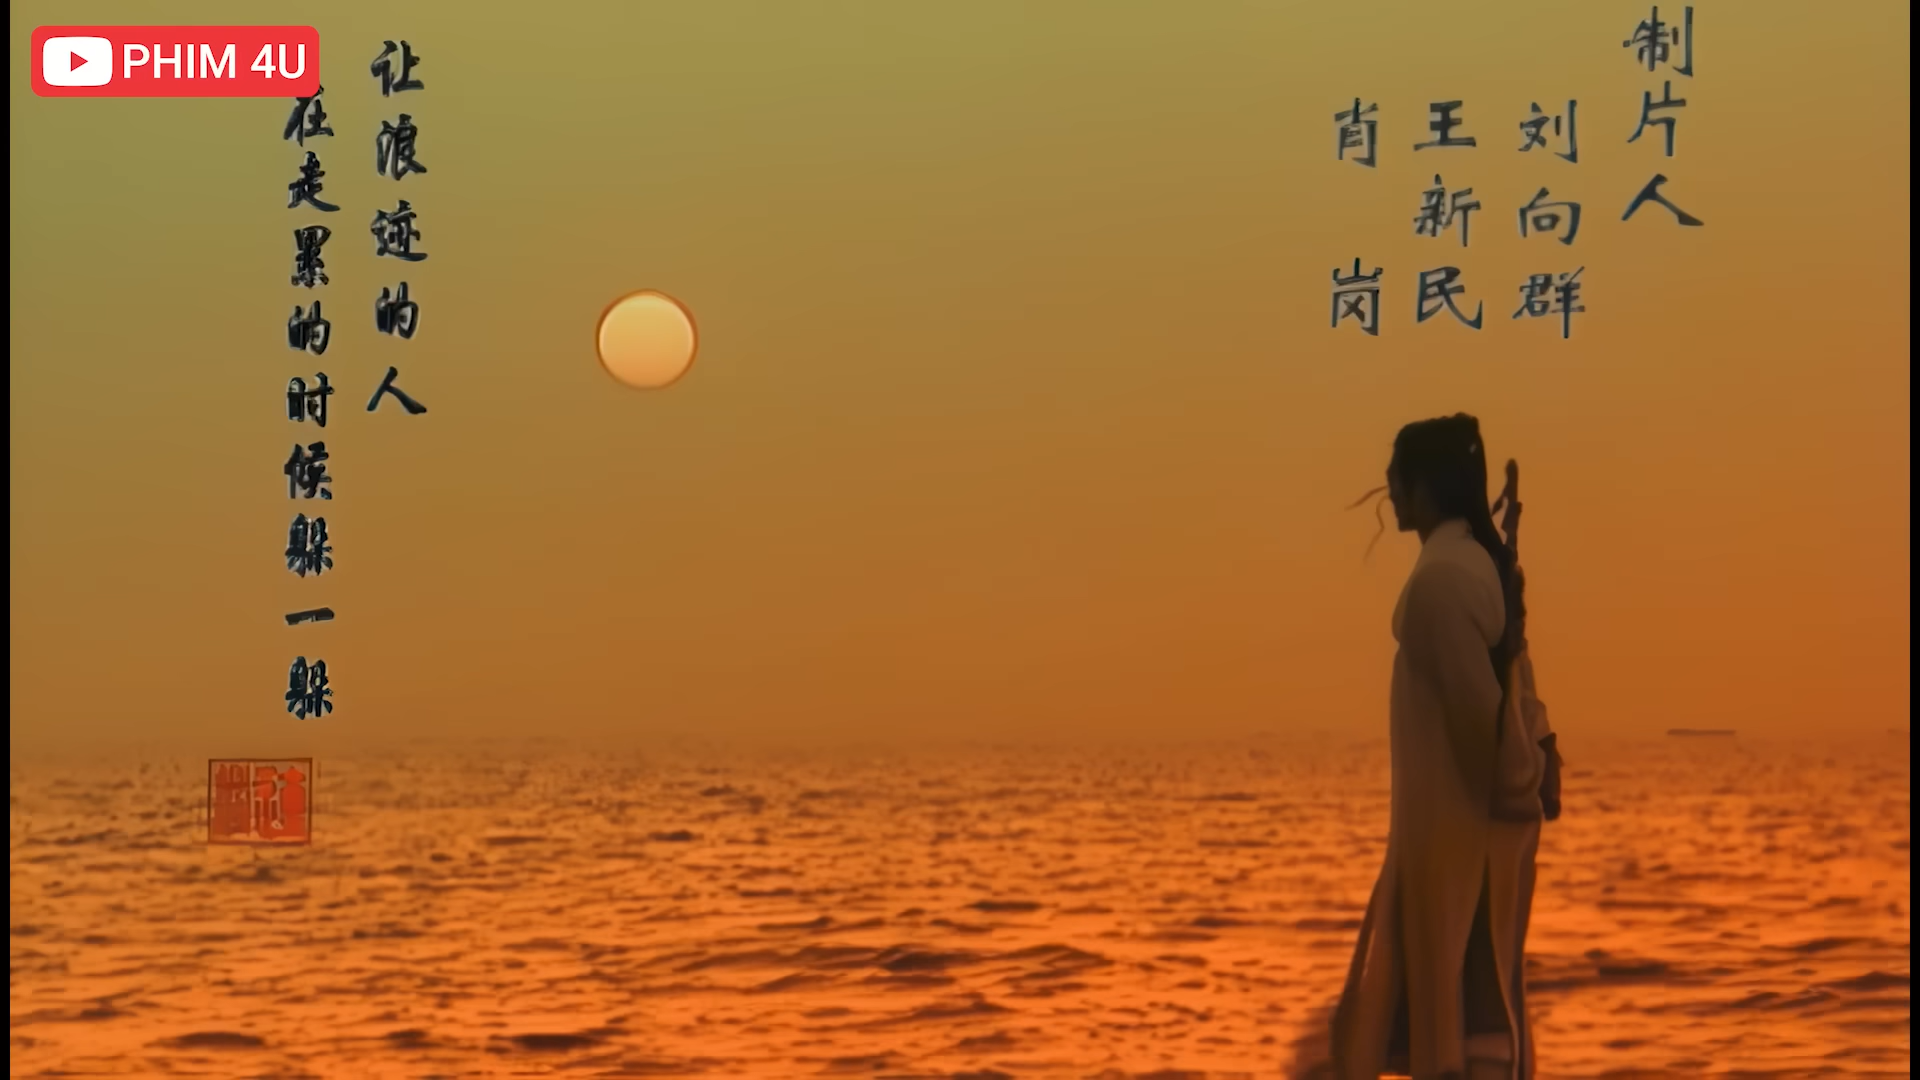 PHIM 4U
制片人
刘向群
王新民
肖岗
让浪迹的人
在走累的时候躲一躲